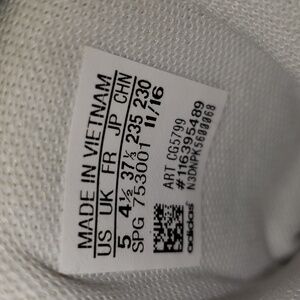 MADE IN VIETNAM
US UK FR JP CHN
5 4½ 37⅓ 235 230
SPG 753001 11/16
ART CG5799
#116395489
N3DNPK5600068
adidas